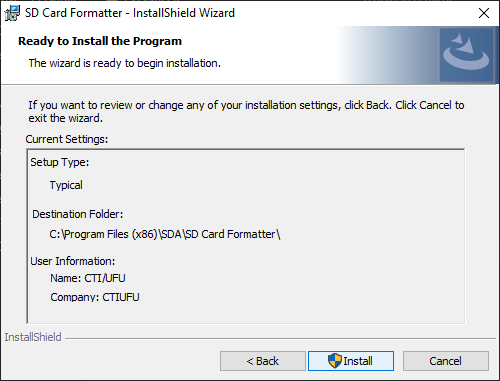 SD Card Formatter - InstallShield Wizard
Ready to Install the Program
The wizard is ready to begin installation.
If you want to review or change any of your installation settings, click Back. Click Cancel to
exit the wizard.
Current Settings:
Setup Type:
Typical
Destination Folder:
C:\Program Files (x86)\SDA\SD Card Formatter\
User Information:
Name: CTI/UFU
Company: CTIUFU
InstallShield
< Back
Install
Cancel